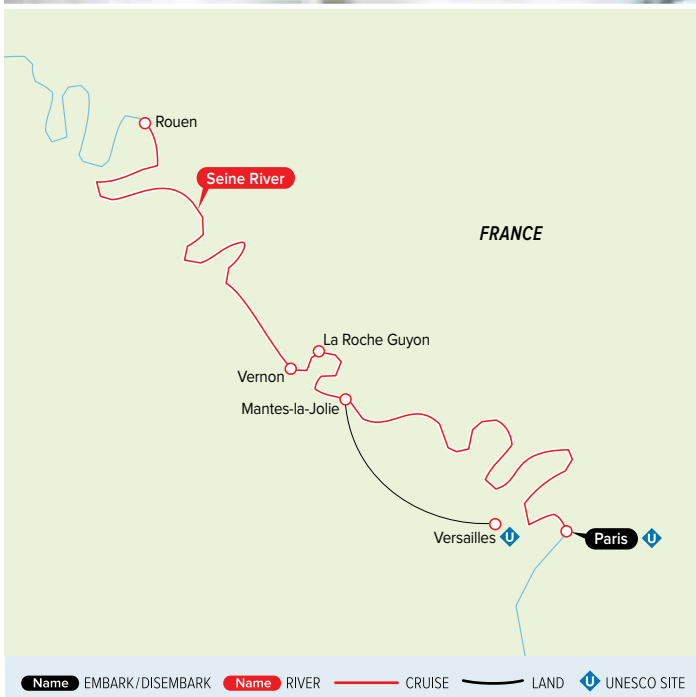 Rouen
Seine River
FRANCE
La Roche Guyon
Vernon
Mantes-la-Jolie
Versailles U
Paris U
Name EMBARK/DISEMBARK Name RIVER CRUISE LAND U UNESCO SITE